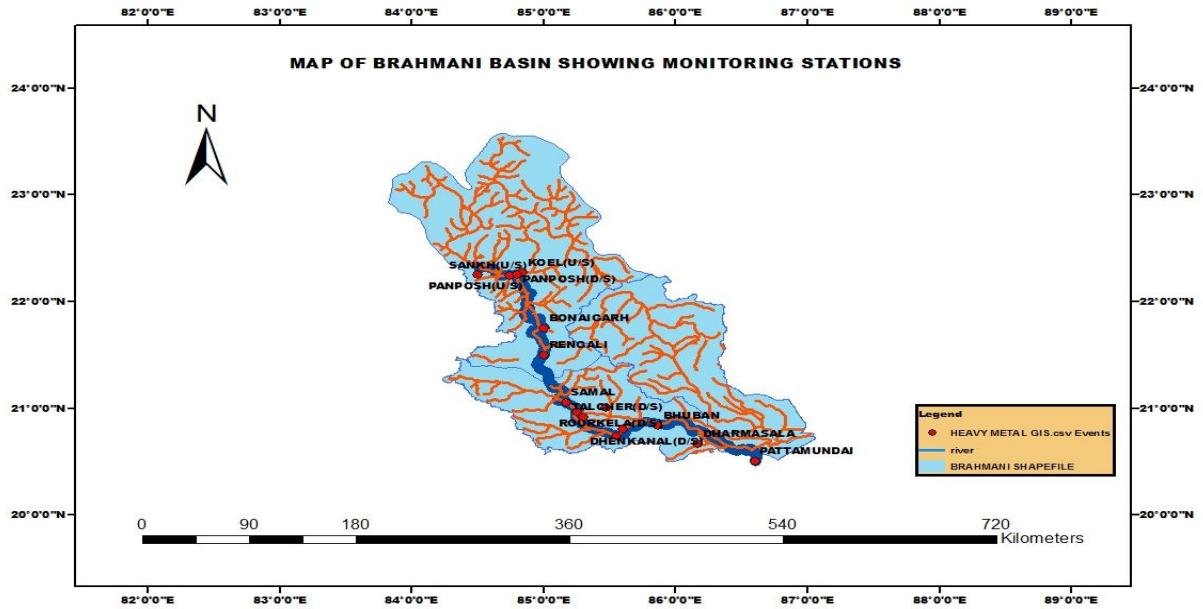 82°0'0"E 83°0'0"E 84°0'0"E 85°0'0"E 86°0'0"E 87°0'0"E 88°0'0"E 89°0'0"E
MAP OF BRAHMANI BASIN SHOWING MONITORING STATIONS
24°0'0"N 24°0'0"N
N
23°0'0"N 23°0'0"N
SANKH(U/S) KOEL(U/S)
PANPOSH(U/S) PANPOSH(D/S)
22°0'0"N 22°0'0"N
BONAIGARH
RENGALI
SAMAL
21°0'0"N 21°0'0"N
TALCHER(D/S)
ROURKELA(D/S) BHUBAN
DHENKANAL(D/S) DHARMASALA
PATTAMUNDAI
Legend
HEAVY METAL GIS.csv Events
river
BRAHMANI SHAPEFILE
20°0'0"N 20°0'0"N
0 90 180 360 540 720
Kilometers
82°0'0"E 83°0'0"E 84°0'0"E 85°0'0"E 86°0'0"E 87°0'0"E 88°0'0"E 89°0'0"E